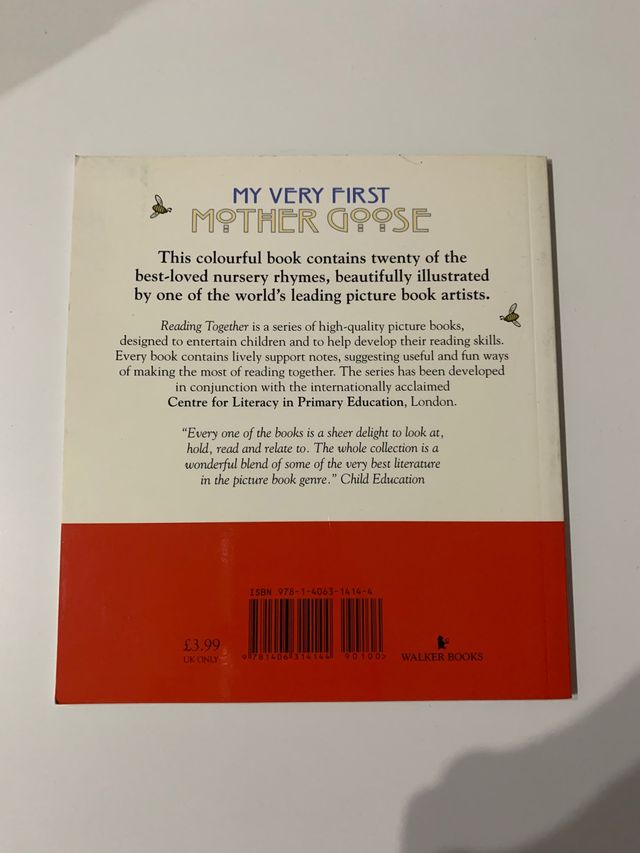 MY VERY FIRST
MOTHER GOOSE
This colourful book contains twenty of the
best-loved nursery rhymes, beautifully illustrated
by one of the world's leading picture book artists.
Reading Together is a series of high-quality picture books,
designed to entertain children and to help develop their reading skills.
Every book contains lively support notes, suggesting useful and fun ways
of making the most of reading together. The series has been developed
in conjunction with the internationally acclaimed
Centre for Literacy in Primary Education, London.
“Every one of the books is a sheer delight to look at,
hold, read and relate to. The whole collection is a
wonderful blend of some of the very best literature
in the picture book genre.” Child Education
ISBN 978-1-4063-1414-4
£3.99
UK ONLY
9 781406 314144
90100>
WALKER BOOKS